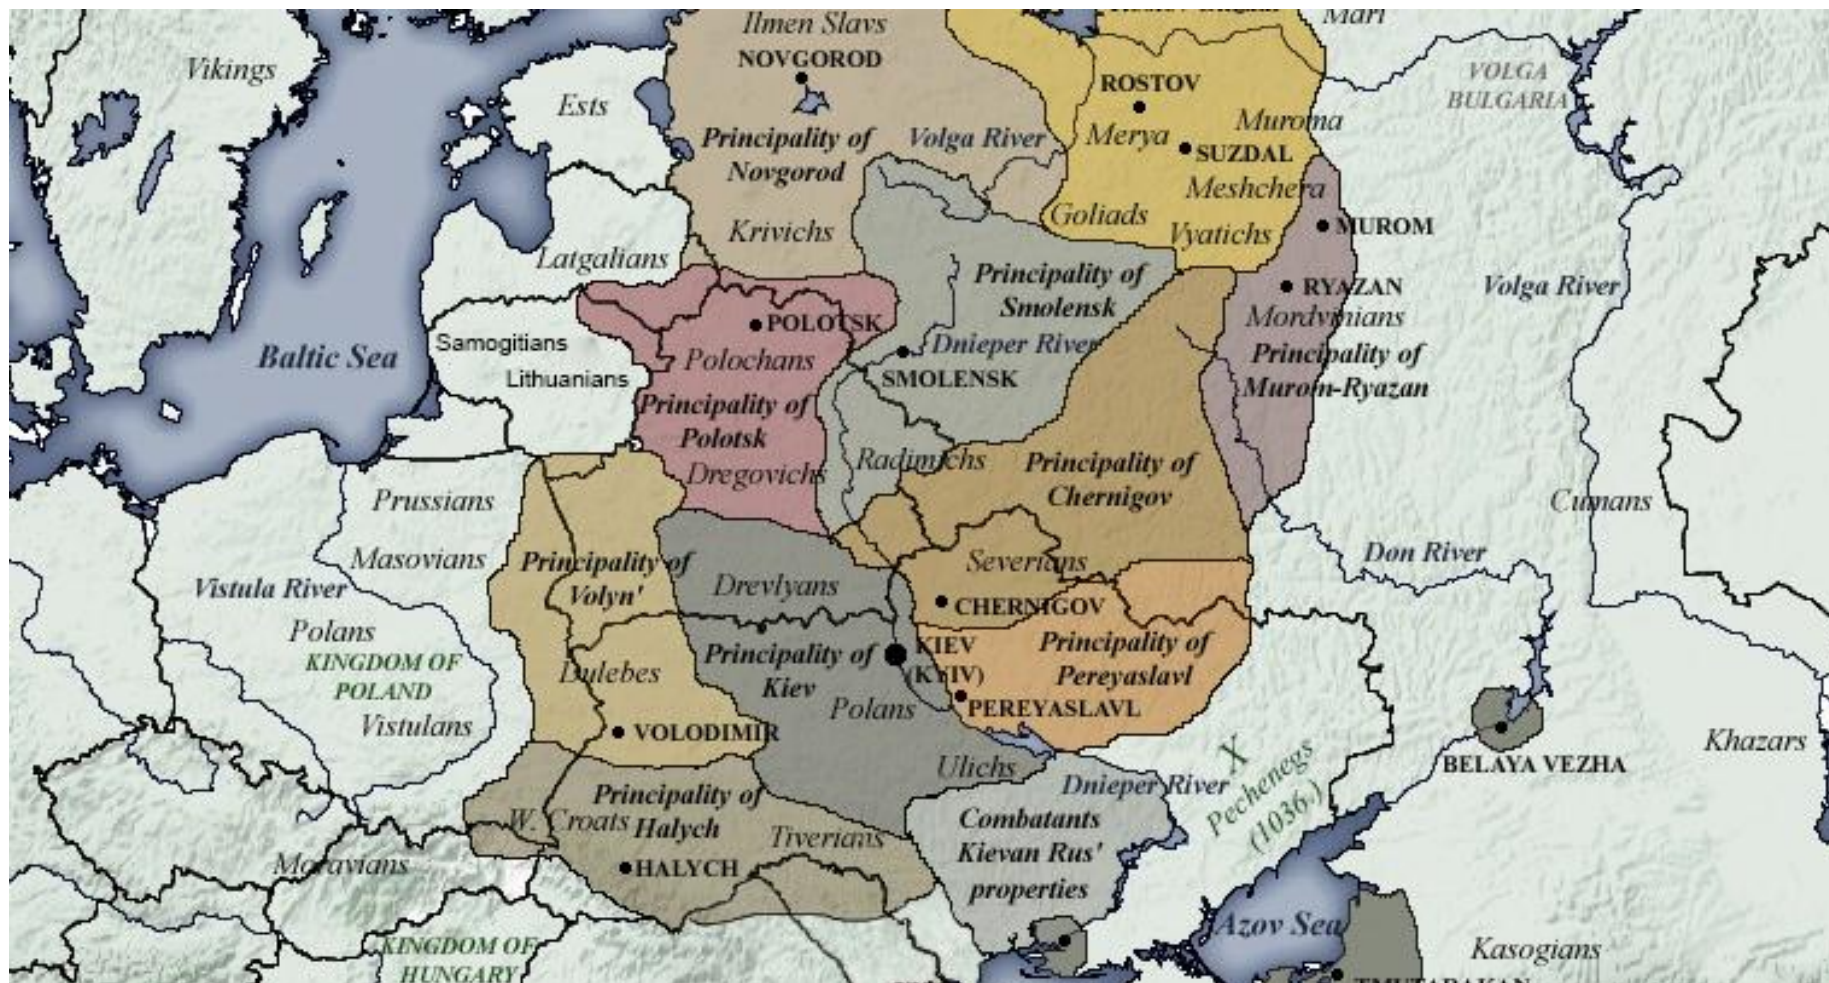 Ilmen Slavs
Mari
Vikings
NOVGOROD
VOLGA
BULGARIA
ROSTOV
Ests
Muroma
Principality of
Novgorod
Volga River
Merya
SUZDAL
Meshchera
Goliads
Vyatichs
MUROM
Krivichs
Latgalians
Principality of
Smolensk
RYAZAN
Volga River
Mordvinians
POLOTSK
Samogitians
Baltic Sea
Polochans
Dnieper River
Principality of
Murom-Ryazan
Lithuanians
SMOLENSK
Principality of
Polotsk
Radimichs
Principality of
Chernigov
Dregovichs
Prussians
Cumans
Masovians
Principality of
Volyn'
Severians
Don River
Vistula River
Drevlyans
CHERNIGOV
Polans
KINGDOM OF
POLAND
Principality of
Kiev
KIEV
(KYIV)
Principality of
Pereyaslavl
Dulebes
Vistulans
Polans
PEREYASLAVL
VOLODIMIR
Khazars
X
Pechenegs
(1036.)
BELAYA VEZHA
Ulichs
Dnieper River
Principality of
Halych
W. Croats
Tiverians
Combatants
Kievan Rus'
properties
Moravians
HALYCH
Azov Sea
KINGDOM OF
HUNGARY
Kasogians
TMUTARAKAN